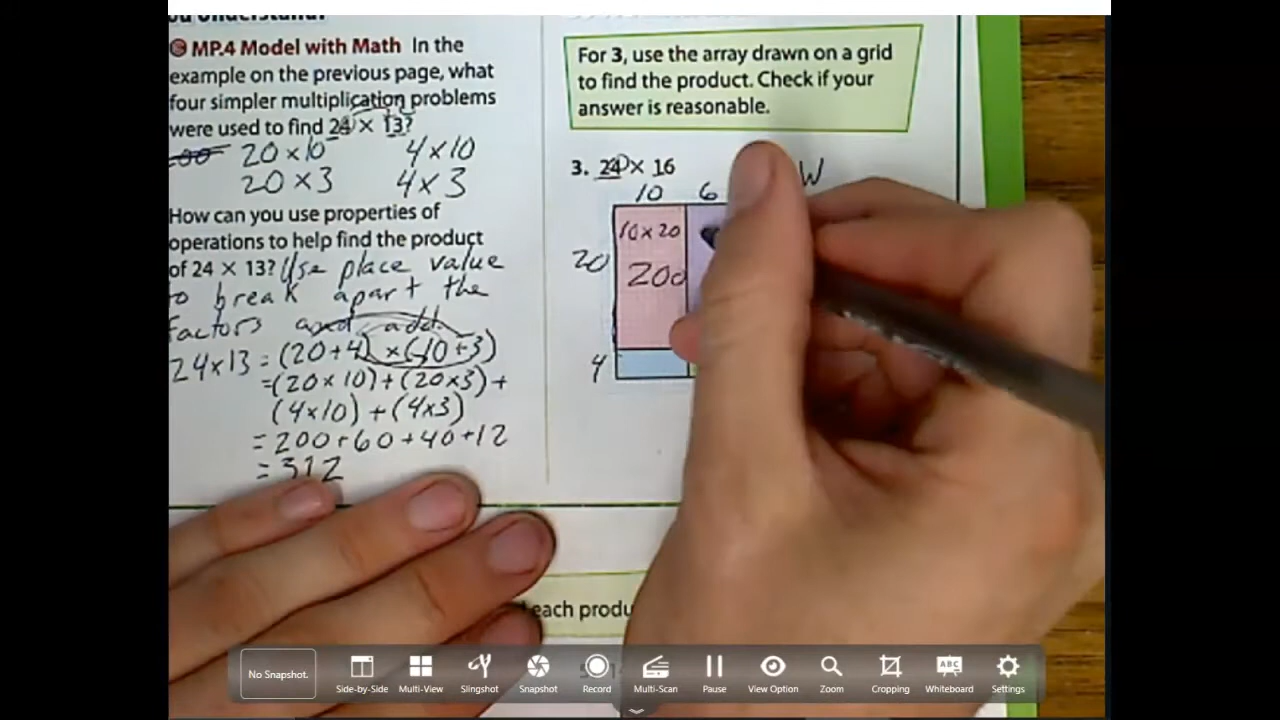 MP.4 Model with Math In the
example on the previous page, what
four simpler multiplication problems
were used to find 24 × 13?
200 20×10 4×10
20×3 4×3
How can you use properties of
operations to help find the product
of 24 × 13? Use place value
to break apart the
factors and add.
24×13 = (20+4) ×(10+3)
=(20×10)+(20×3)+
(4×10)+(4×3)
=200+60+40+12
=312
For 3, use the array drawn on a grid
to find the product. Check if your
answer is reasonable.
3. 24 × 16
W
10 6
10×20
20 200
4
each produ
No Snapshot.
Side-by-Side
Multi-View
Slingshot
Snapshot
Record
Multi-Scan
Pause
View Option
Zoom
Cropping
ABC
Whiteboard
Settings